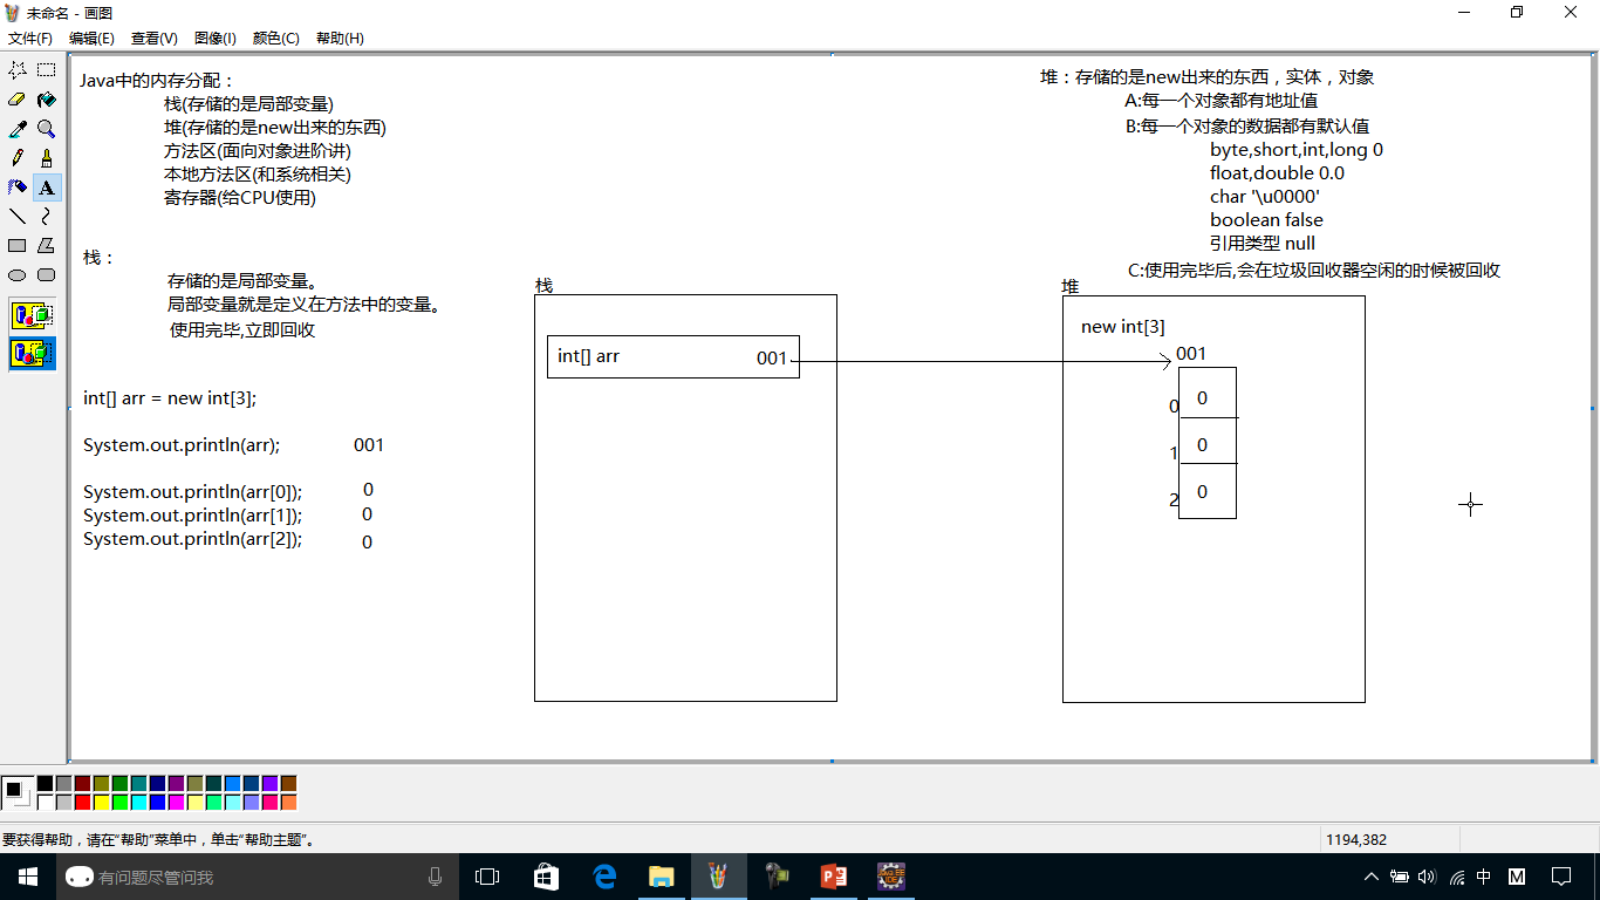 未命名 - 画图
文件(F) 编辑(E) 查看(V) 图像(I) 颜色(C) 帮助(H)
Java中的内存分配：
栈(存储的是局部变量)
堆(存储的是new出来的东西)
方法区(面向对象进阶讲)
本地方法区(和系统相关)
寄存器(给CPU使用)
栈：
存储的是局部变量。
局部变量就是定义在方法中的变量。
使用完毕,立即回收
int[] arr = new int[3];
System.out.println(arr); 001
System.out.println(arr[0]); 0
System.out.println(arr[1]); 0
System.out.println(arr[2]); 0
栈
int[] arr 001
堆：存储的是new出来的东西，实体，对象
A:每一个对象都有地址值
B:每一个对象的数据都有默认值
byte,short,int,long 0
float,double 0.0
char '\u0000'
boolean false
引用类型 null
C:使用完毕后,会在垃圾回收器空闲的时候被回收
堆
new int[3]
001
0 0
1 0
2 0
A
要获得帮助，请在“帮助”菜单中，单击“帮助主题”。
1194,382
有问题尽管问我
中 M